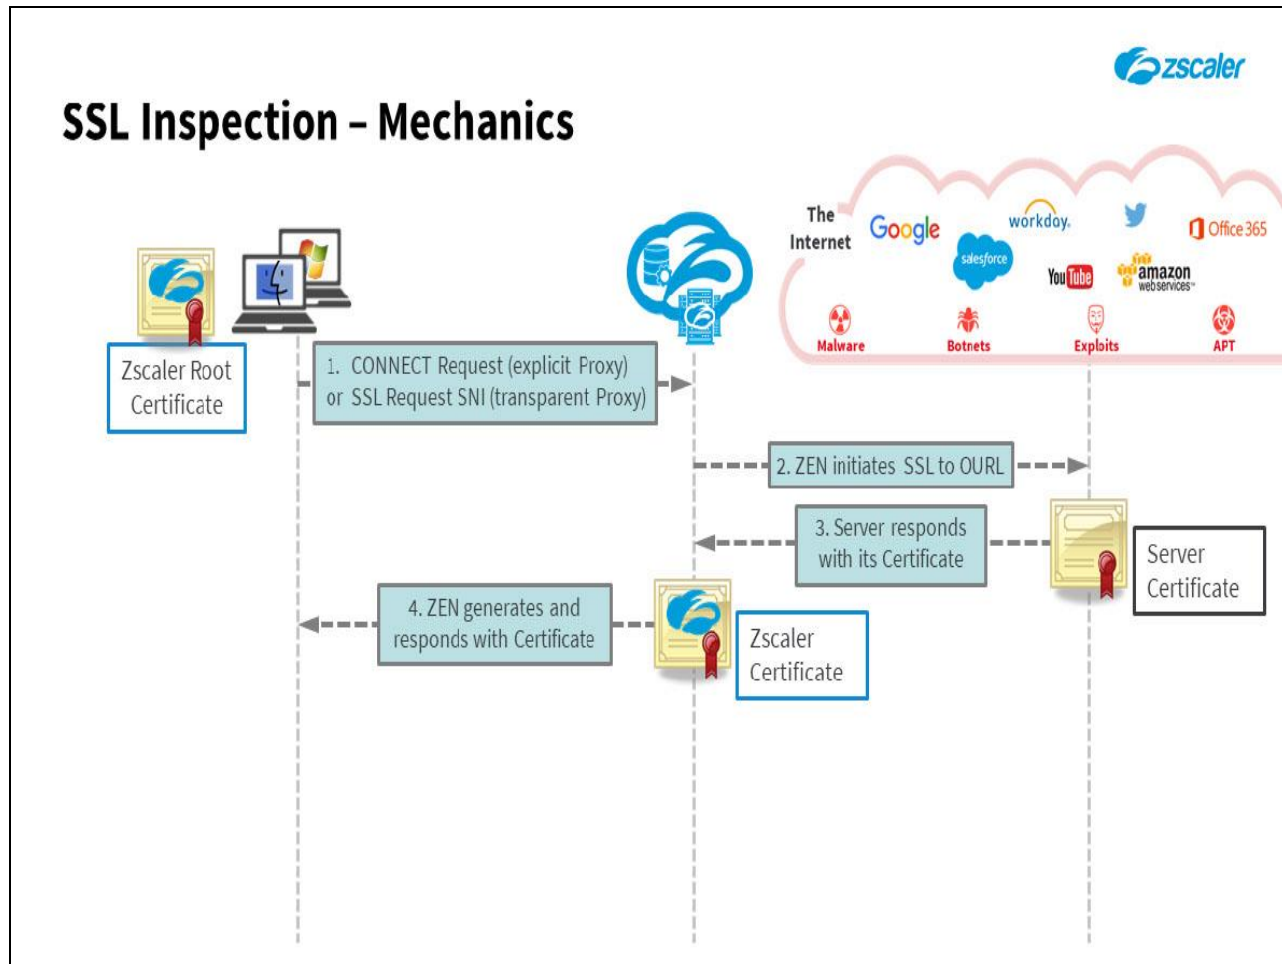 zscaler
SSL Inspection – Mechanics
The
Internet
Google
workday.
Office 365
salesforce
YouTube
amazon
webservices™
Malware
Botnets
Exploits
APT
Zscaler Root
Certificate
1. CONNECT Request (explicit Proxy)
or SSL Request SNI (transparent Proxy)
2. ZEN initiates SSL to OURL
3. Server responds
with its Certificate
Server
Certificate
4. ZEN generates and
responds with Certificate
Zscaler
Certificate